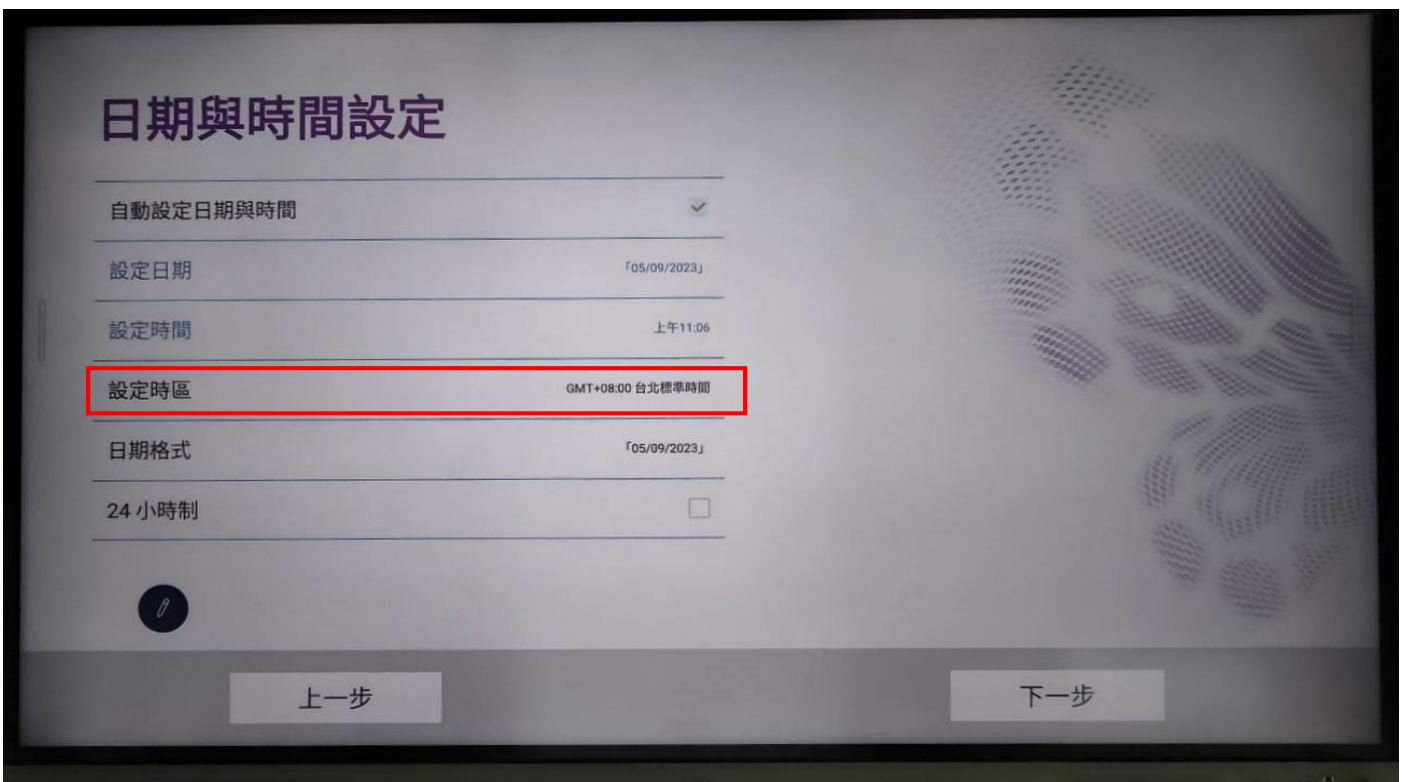 日期與時間設定
自動設定日期與時間
設定日期 「05/09/2023」
設定時間 上午11:06
設定時區 GMT+08:00 台北標準時間
日期格式 「05/09/2023」
24 小時制
上一步 下一步